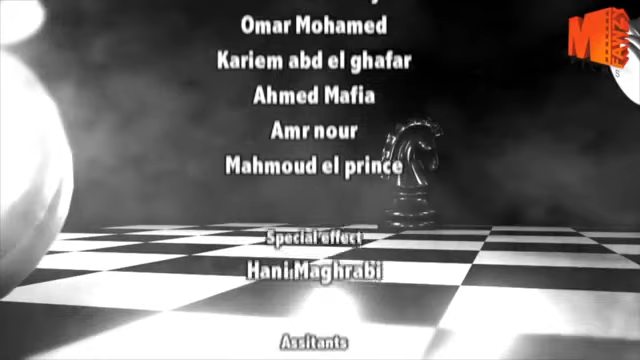 Omar Mohamed
Kariem abd el ghafar
Ahmed Mafia
Amr nour
Mahmoud el prince
Special effect
Hani Maghrabi
Assitants